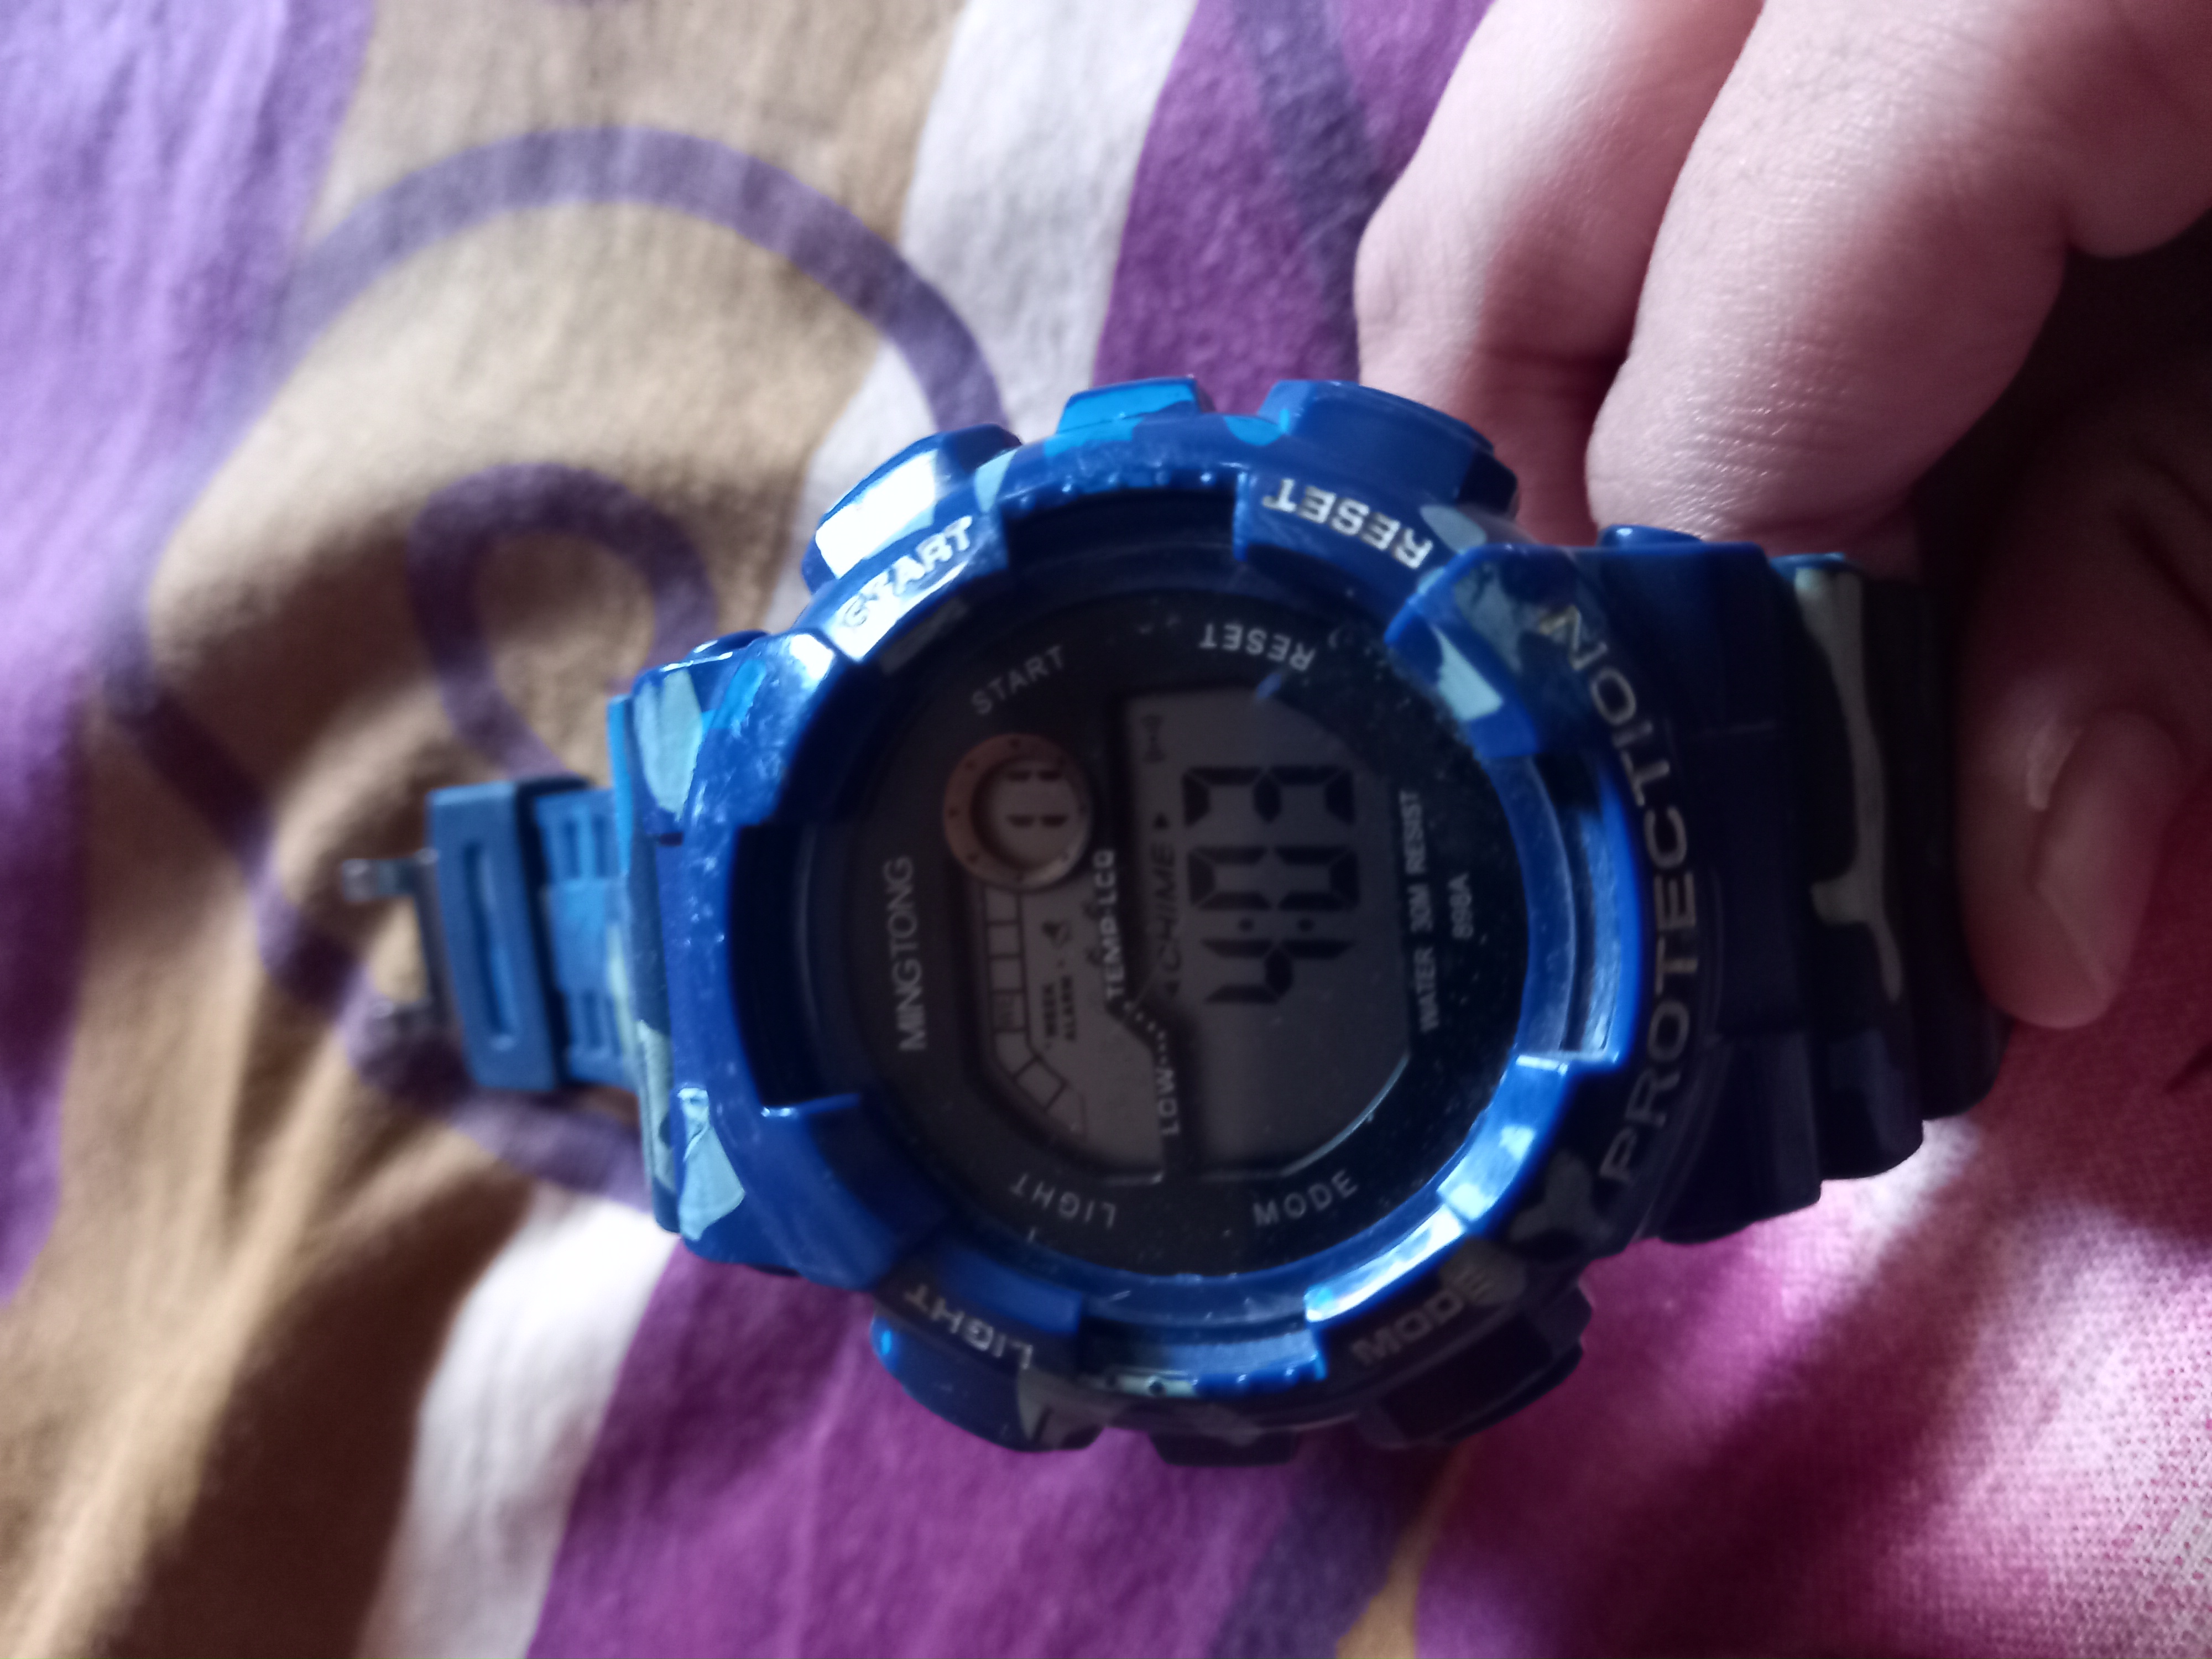 MINGTONG
LIGHT
START
LIGHT
START
11
WEEK
ALARM
TEMP·LCD
LOW
CHIME
4:03
MODE
RESET
MODE
RESET
WATER 30M RESIST
898A
PROTECTION